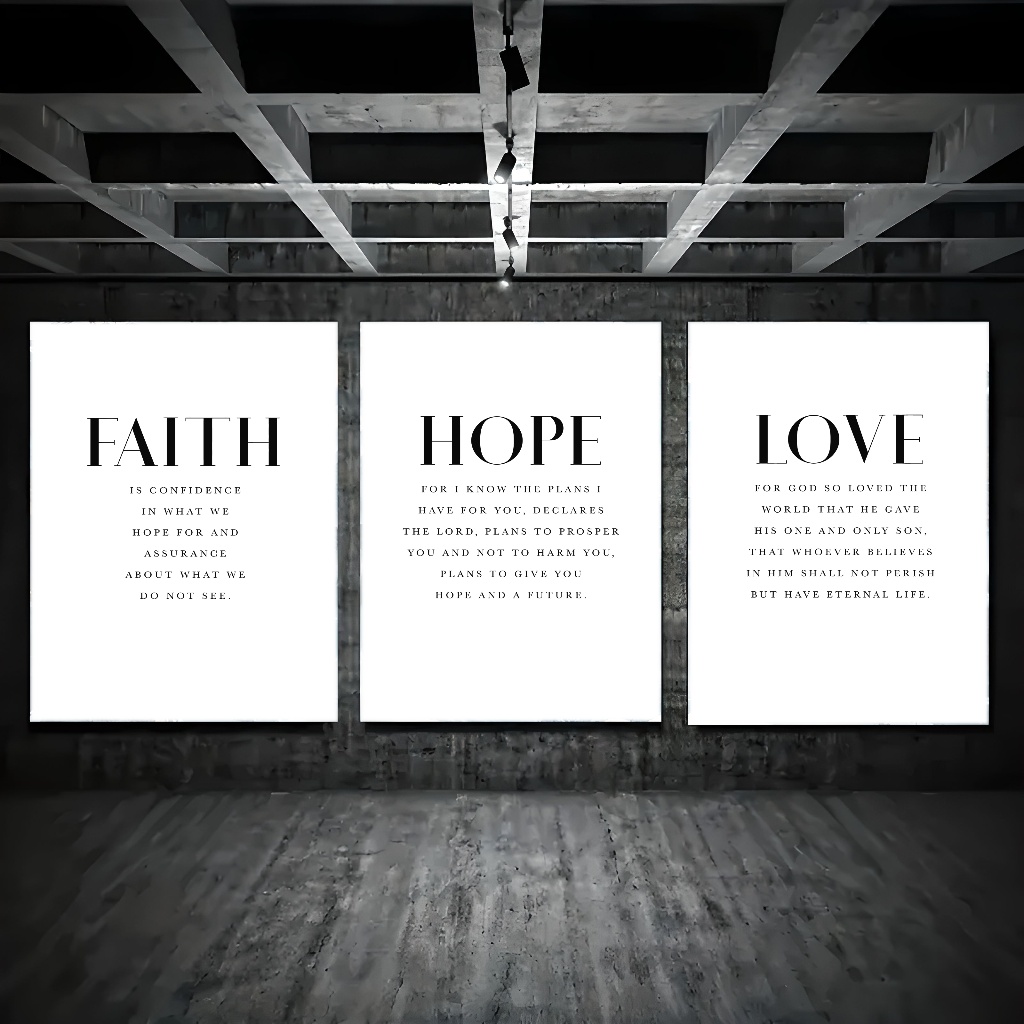 FAITH
IS CONFIDENCE
IN WHAT WE
HOPE FOR AND
ASSURANCE
ABOUT WHAT WE
DO NOT SEE.
HOPE
FOR I KNOW THE PLANS I
HAVE FOR YOU, DECLARES
THE LORD, PLANS TO PROSPER
YOU AND NOT TO HARM YOU,
PLANS TO GIVE YOU
HOPE AND A FUTURE.
LOVE
FOR GOD SO LOVED THE
WORLD THAT HE GAVE
HIS ONE AND ONLY SON,
THAT WHOEVER BELIEVES
IN HIM SHALL NOT PERISH
BUT HAVE ETERNAL LIFE.